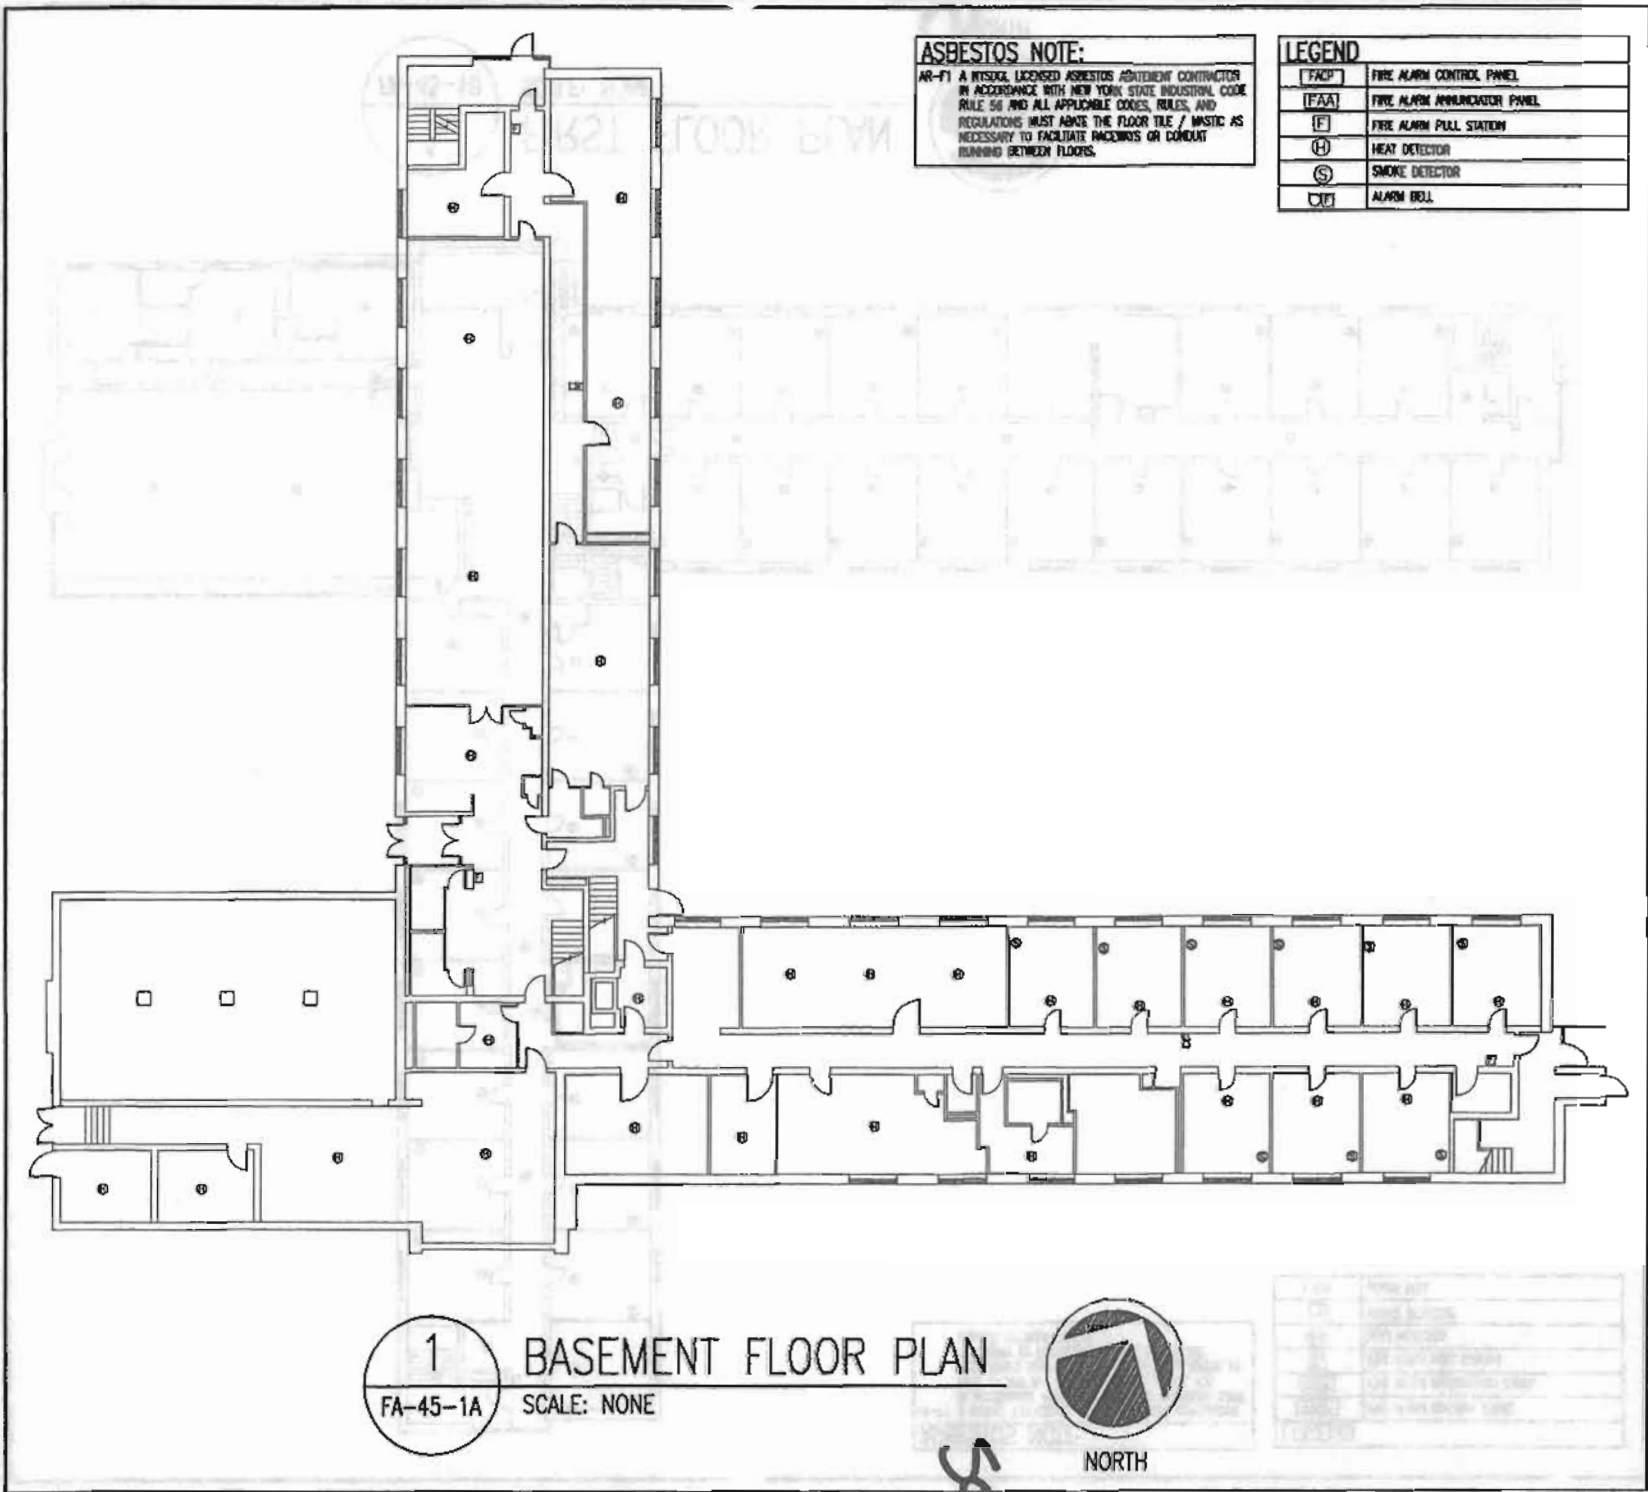 ASBESTOS NOTE:
AR-F1 A NYSDOL LICENSED ASBESTOS ABATEMENT CONTRACTOR
IN ACCORDANCE WITH NEW YORK STATE INDUSTRIAL CODE
RULE 56 AND ALL APPLICABLE CODES, RULES, AND
REGULATIONS MUST ABATE THE FLOOR TILE / MASTIC AS
NECESSARY TO FACILITATE RACEWAYS OR CONDUIT
RUNNING BETWEEN FLOORS.
LEGEND
FACP FIRE ALARM CONTROL PANEL
FAA FIRE ALARM ANNUNCIATOR PANEL
F FIRE ALARM PULL STATION
H HEAT DETECTOR
S SMOKE DETECTOR
F ALARM BELL
1
FA-45-1A
BASEMENT FLOOR PLAN
SCALE: NONE
NORTH